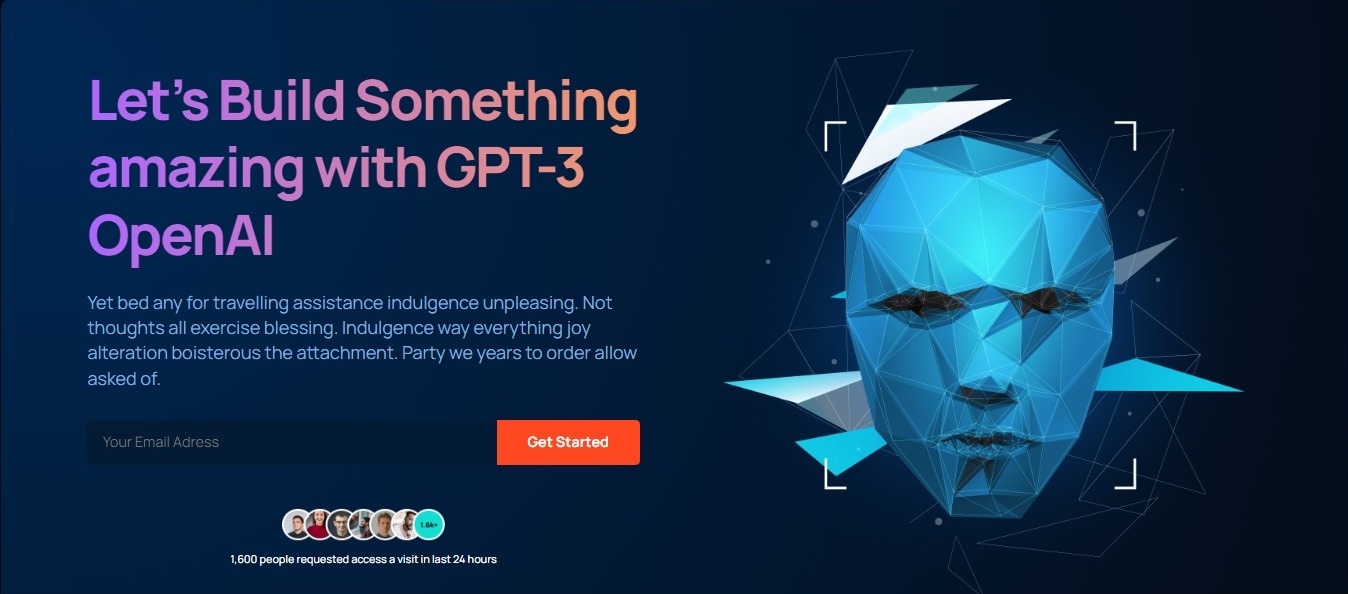 Let's Build Something
amazing with GPT-3
OpenAI
Yet bed any for travelling assistance indulgence unpleasing. Not
thoughts all exercise blessing. Indulgence way everything joy
alteration boisterous the attachment. Party we years to order allow
asked of.
Your Email Adress
Get Started
1.6k+
1,600 people requested access a visit in last 24 hours